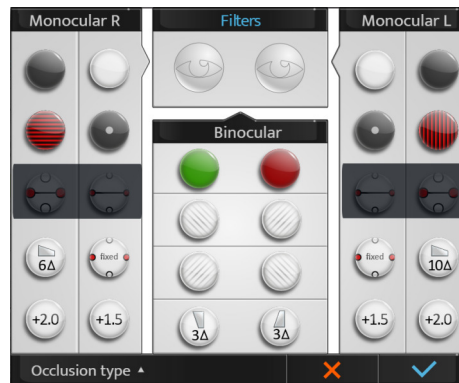 Monocular R
Filters
Monocular L
Binocular
6Δ
fixed
fixed
10Δ
+2.0
+1.5
3Δ
3Δ
+1.5
+2.0
Occlusion type